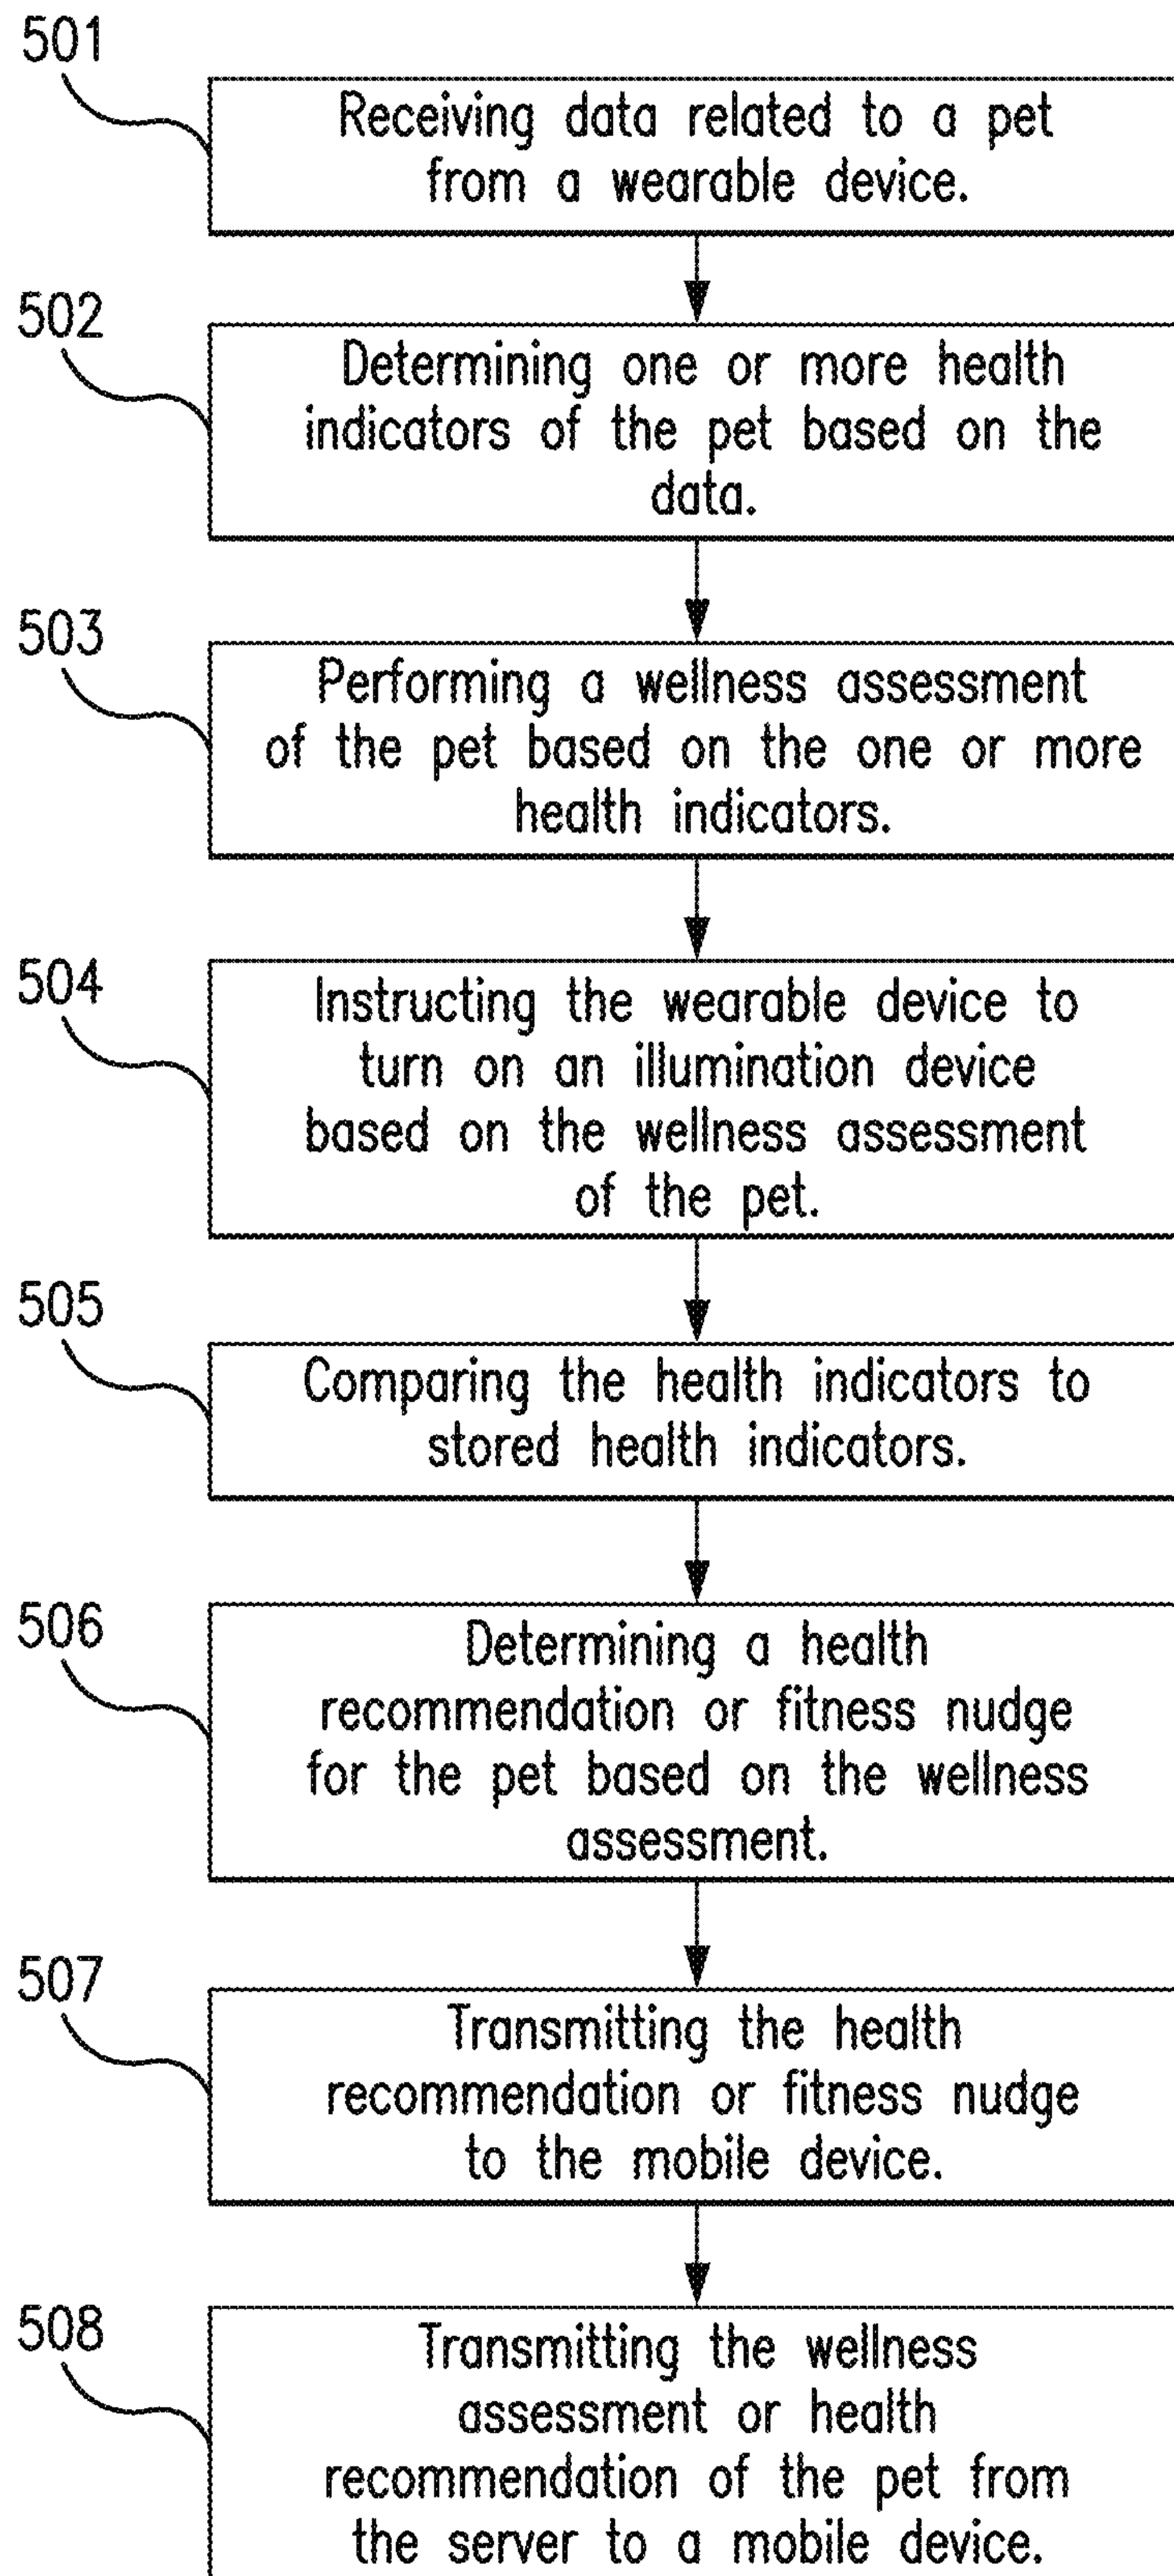 501
Receiving data related to a pet
from a wearable device.
502
Determining one or more health
indicators of the pet based on the
data.
503
Performing a wellness assessment
of the pet based on the one or more
health indicators.
504
Instructing the wearable device to
turn on an illumination device
based on the wellness assessment
of the pet.
505
Comparing the health indicators to
stored health indicators.
506
Determining a health
recommendation or fitness nudge
for the pet based on the wellness
assessment.
507
Transmitting the health
recommendation or fitness nudge
to the mobile device.
508
Transmitting the wellness
assessment or health
recommendation of the pet from
the server to a mobile device.